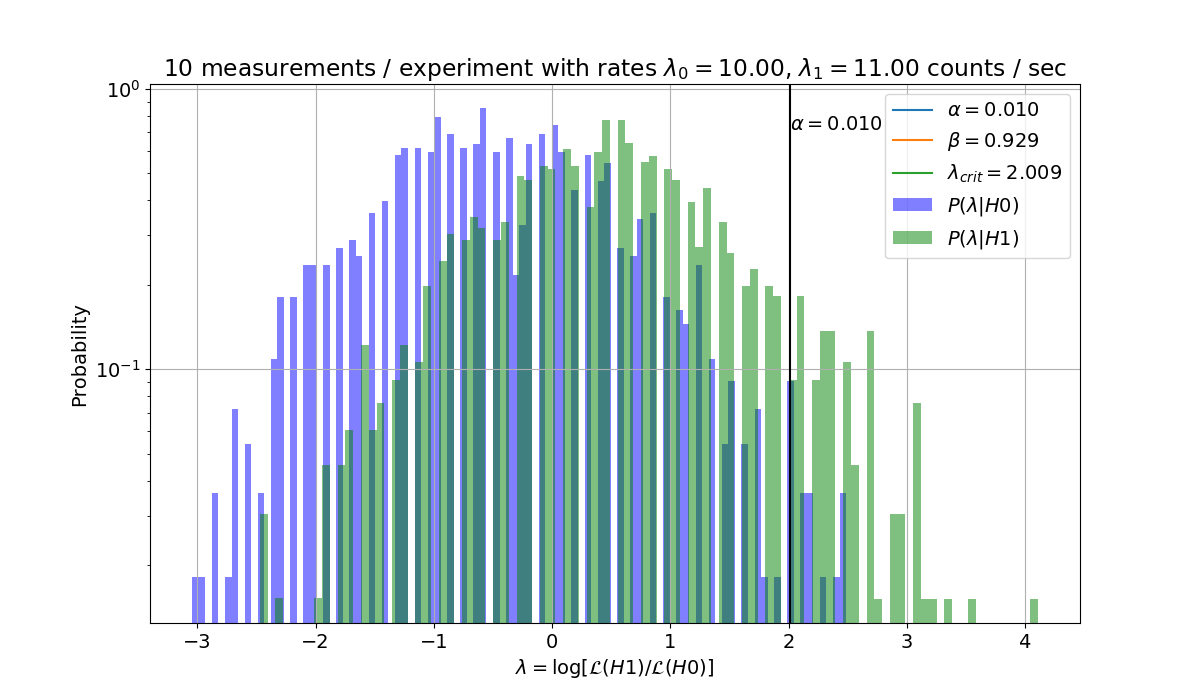 10 measurements / experiment with rates λ₀ = 10.00, λ₁ = 11.00 counts / sec
10⁰
10⁻¹
Probability
α = 0.010
α = 0.010
β = 0.929
λ_crit = 2.009
P(λ|H0)
P(λ|H1)
−3 −2 −1 0 1 2 3 4
λ = log[ℒ(H1)/ℒ(H0)]